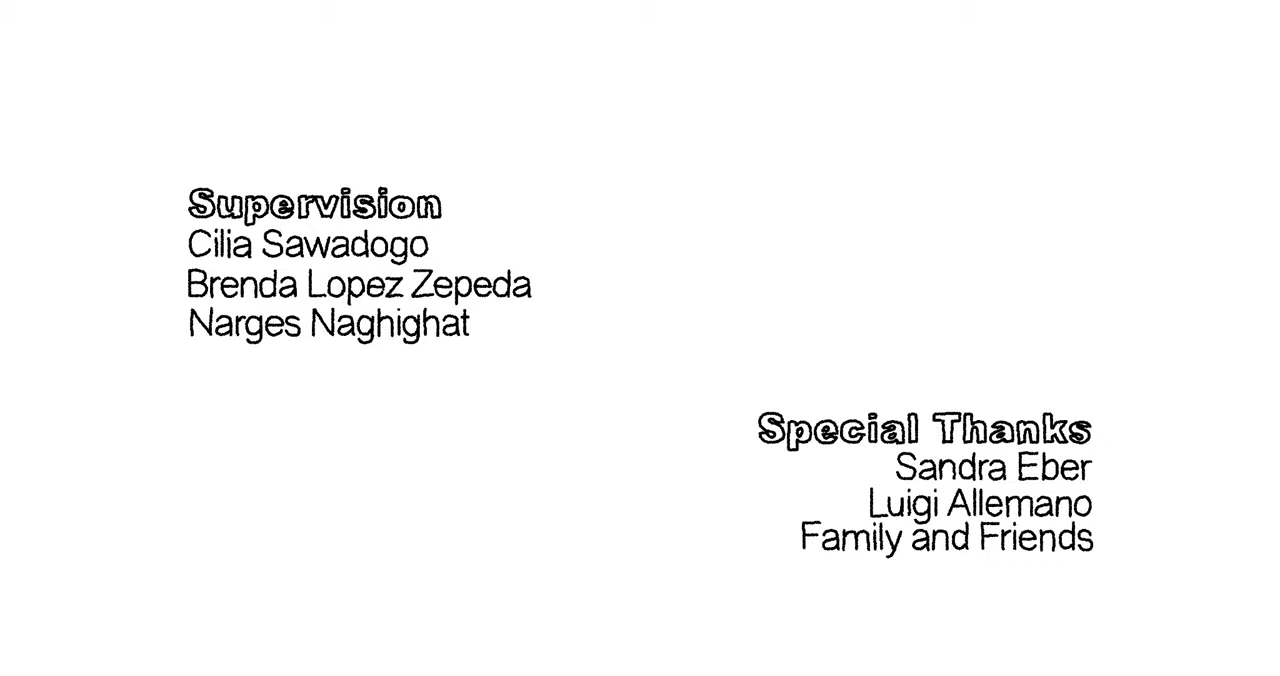 Supervision
Cilia Sawadogo
Brenda Lopez Zepeda
Narges Naghighat
Special Thanks
Sandra Eber
Luigi Allemano
Family and Friends